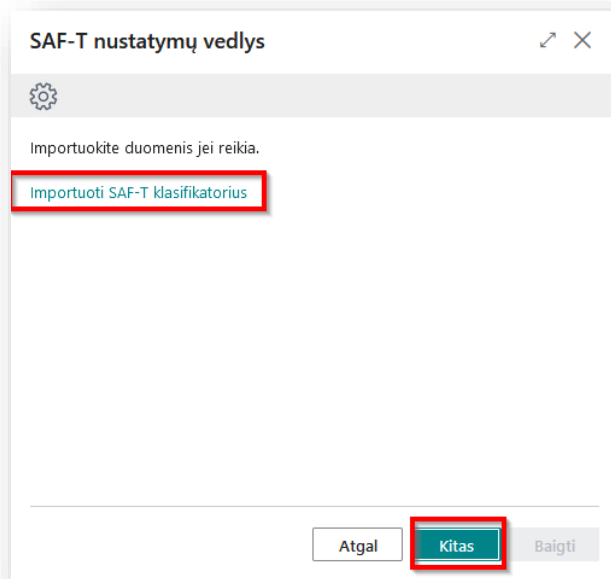 SAF-T nustatymų vedlys
Importuokite duomenis jei reikia.
Importuoti SAF-T klasifikatorius
Atgal Kitas Baigti